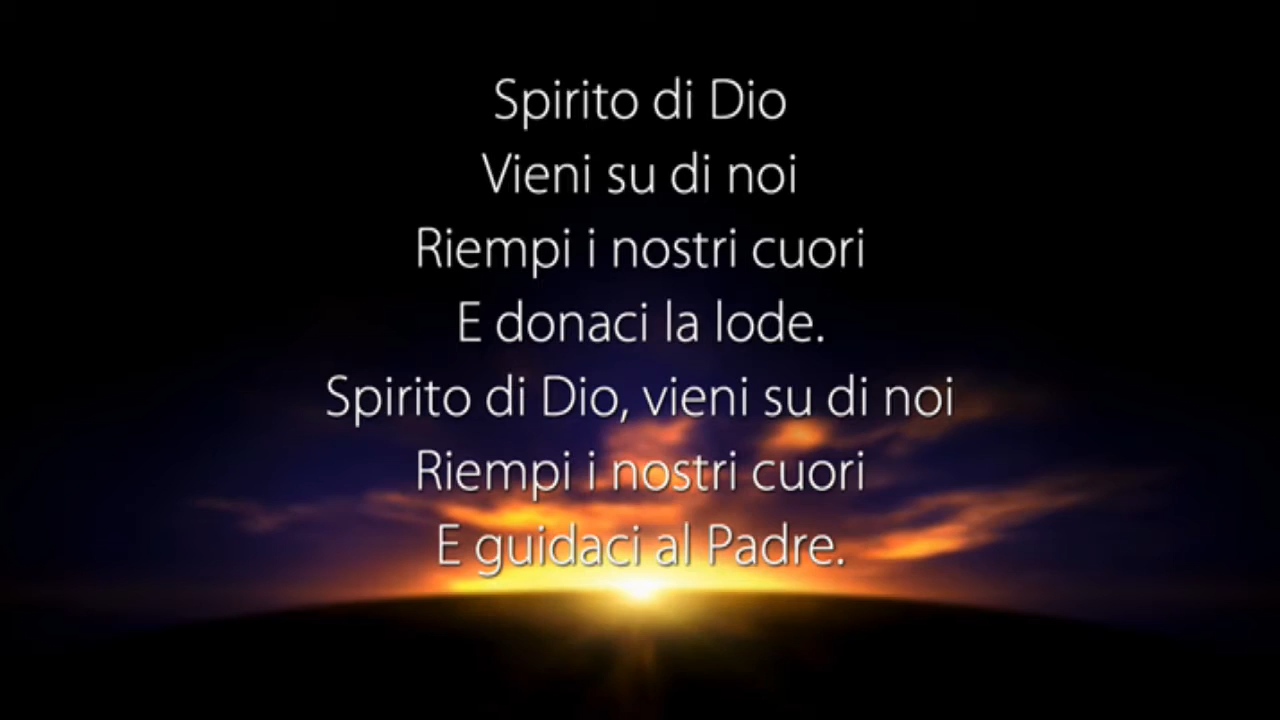 Spirito di Dio
Vieni su di noi
Riempi i nostri cuori
E donaci la lode.
Spirito di Dio, vieni su di noi
Riempi i nostri cuori
E guidaci al Padre.